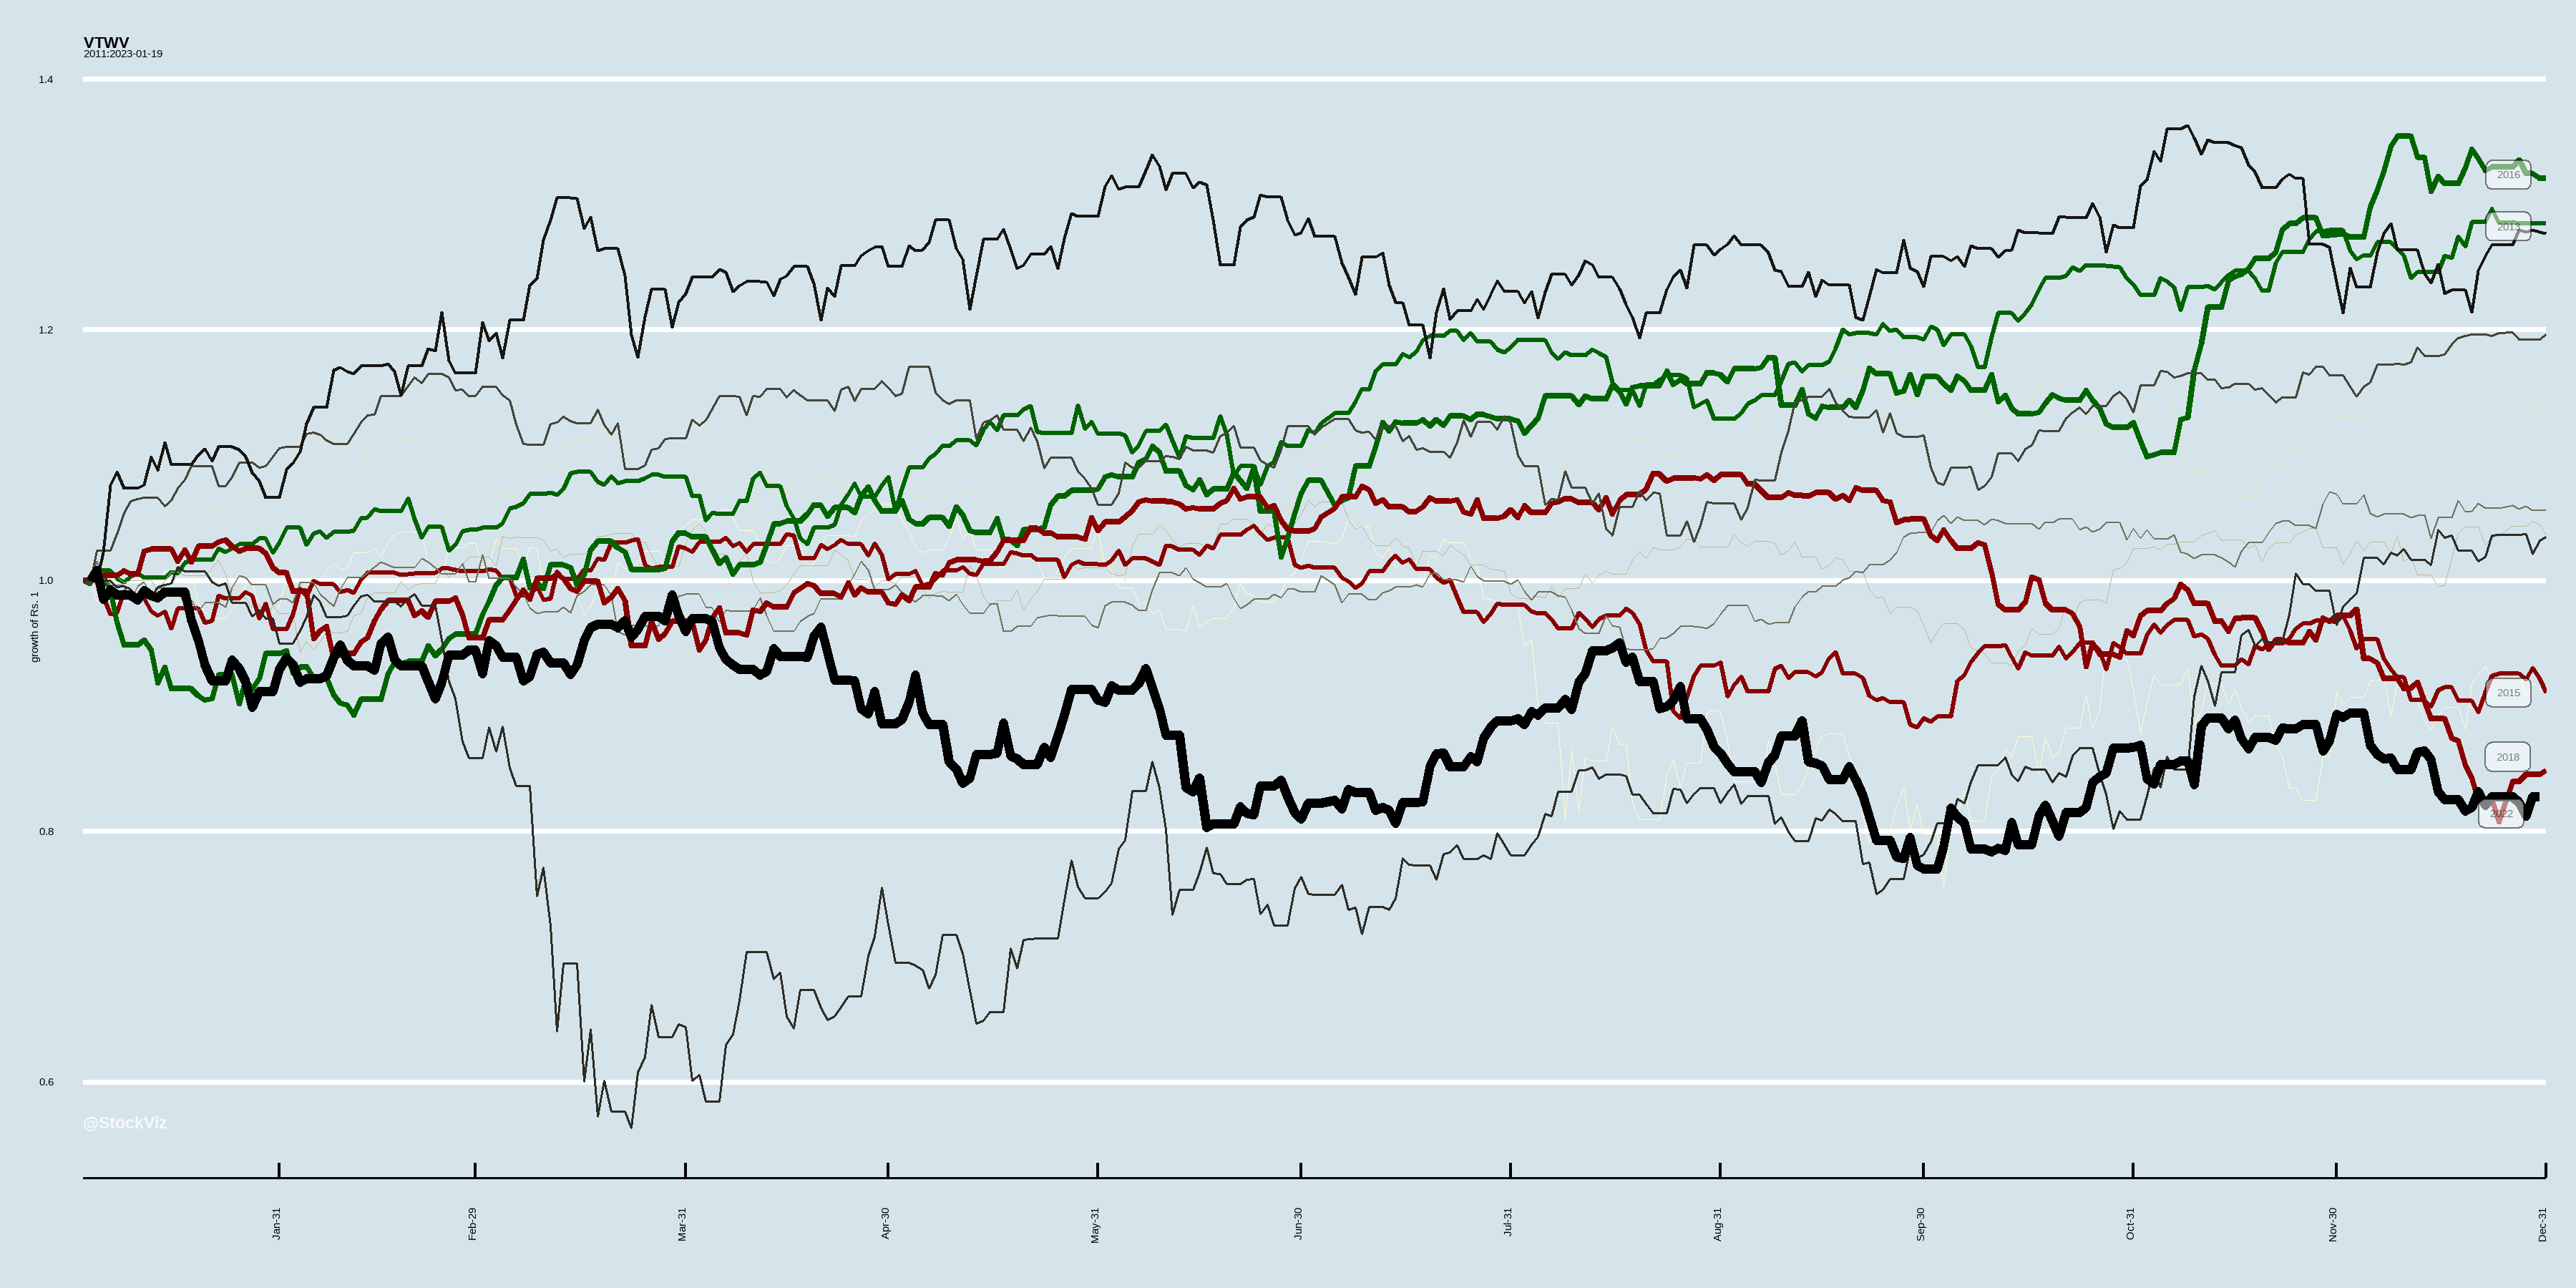 VTWV
2011:2023-01-19
1.4
1.2
1.0
0.8
0.6
growth of Rs. 1
2016
2013
2015
2018
2022
@StockViz
Jan-31
Feb-29
Mar-31
Apr-30
May-31
Jun-30
Jul-31
Aug-31
Sep-30
Oct-31
Nov-30
Dec-31